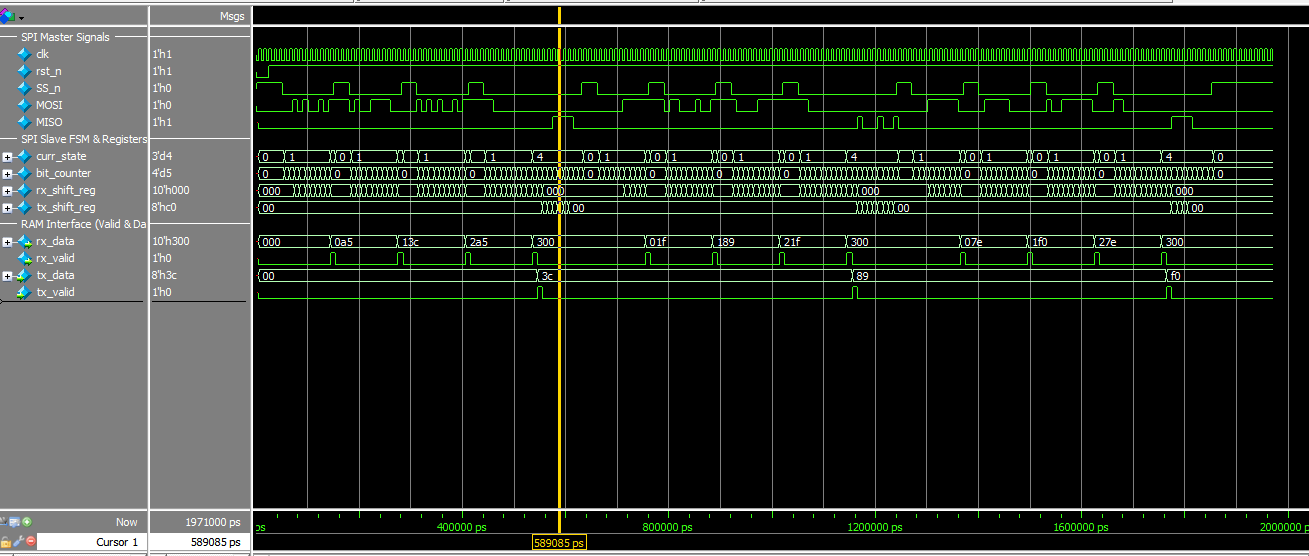 Msgs
SPI Master Signals
clk 1'h1
rst_n 1'h1
SS_n 1'h0
MOSI 1'h0
MISO 1'h1
SPI Slave FSM & Registers
curr_state 3'd4 0 1 0 1 1 1 4 0 1 0 1 0 1 0 1 4 1 0 1 0 1 0 1 4 0
bit_counter 4'd5 0 0 0 0 0 0 0 0 0 0 0 0
rx_shift_reg 10'h000 000 000 000 000
tx_shift_reg 8'hc0 00 00 00 00
RAM Interface (Valid & Da
rx_data 10'h300 000 0a5 13c 2a5 300 01f 189 21f 300 07e 1f0 27e 300
rx_valid 1'h0
tx_data 8'h3c 00 3c 89 f0
tx_valid 1'h0
Now 1971000 ps ps 400000 ps 800000 ps 1200000 ps 1600000 ps 2000000
Cursor 1 589085 ps 589085 ps